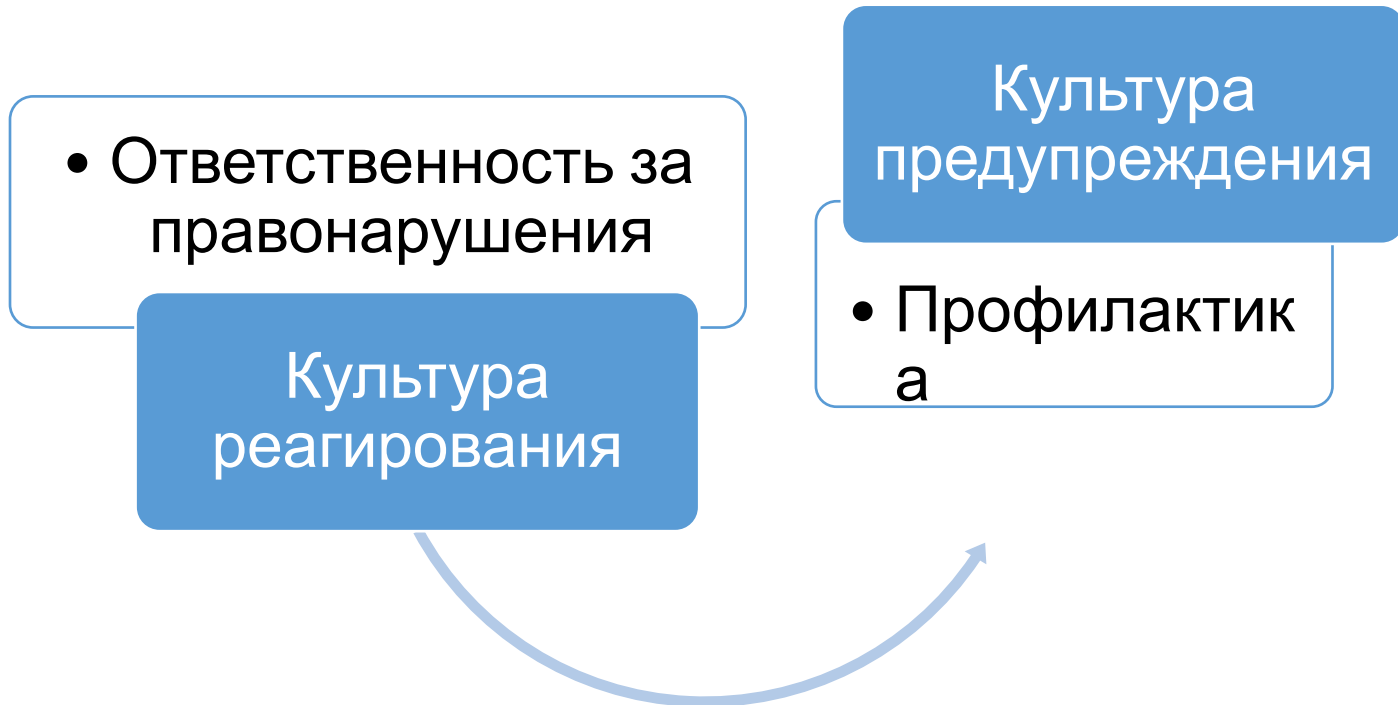 • Ответственность за
правонарушения
Культура
реагирования
Культура
предупреждения
• Профилактик
а